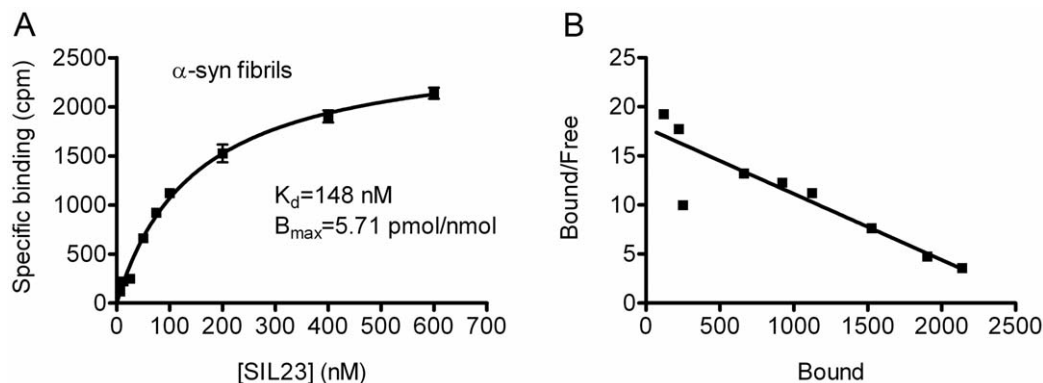 A
Specific binding (cpm)
2500
2000
1500
1000
500
0
α-syn fibrils
K_d=148 nM
B_max=5.71 pmol/nmol
0 100 200 300 400 500 600 700
[SIL23] (nM)
B
Bound/Free
25
20
15
10
5
0
0 500 1000 1500 2000 2500
Bound